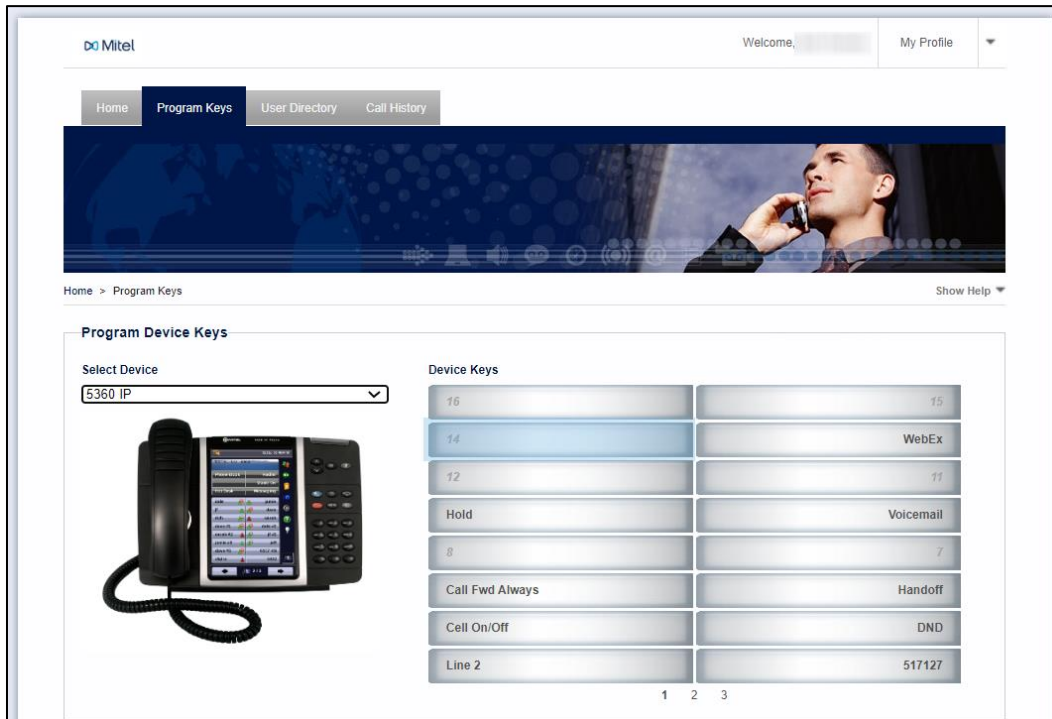 Mitel
Welcome,
My Profile
Home
Program Keys
User Directory
Call History
Home > Program Keys
Show Help
Program Device Keys
Select Device
Device Keys
5360 IP
16 15
14 WebEx
12 11
Hold Voicemail
8 7
Call Fwd Always Handoff
Cell On/Off DND
Line 2 517127
1 2 3